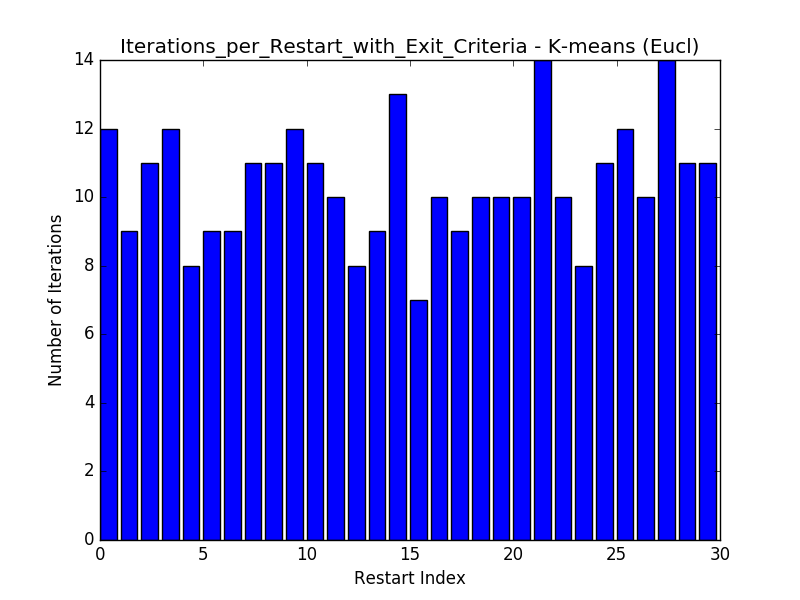 Iterations_per_Restart_with_Exit_Criteria - K-means (Eucl)
14
12
10
8
6
4
2
0
Number of Iterations
0 5 10 15 20 25 30
Restart Index